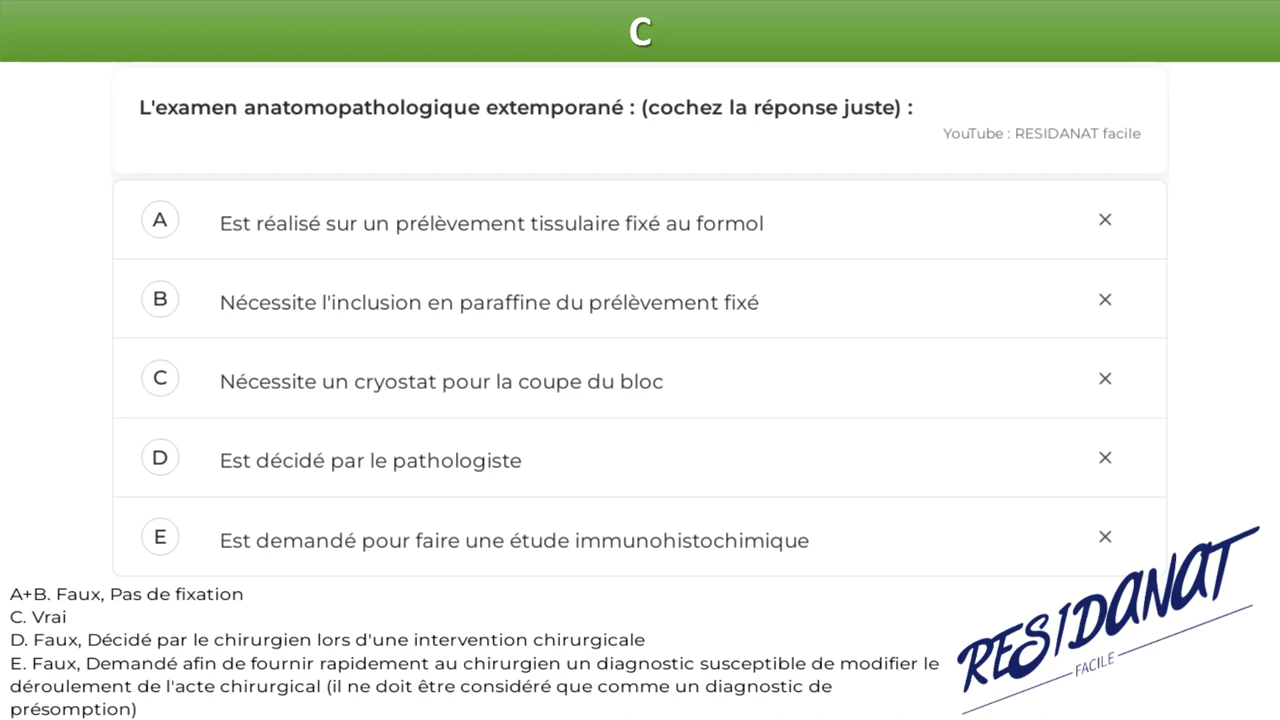 C
L'examen anatomopathologique extemporané : (cochez la réponse juste) :
YouTube : RESIDANAT facile
A Est réalisé sur un prélèvement tissulaire fixé au formol ×
B Nécessite l'inclusion en paraffine du prélèvement fixé ×
C Nécessite un cryostat pour la coupe du bloc ×
D Est décidé par le pathologiste ×
E Est demandé pour faire une étude immunohistochimique ×
A+B. Faux, Pas de fixation
C. Vrai
D. Faux, Décidé par le chirurgien lors d'une intervention chirurgicale
E. Faux, Demandé afin de fournir rapidement au chirurgien un diagnostic susceptible de modifier le
déroulement de l'acte chirurgical (il ne doit être considéré que comme un diagnostic de
présomption)
RESIDANAT
FACILE